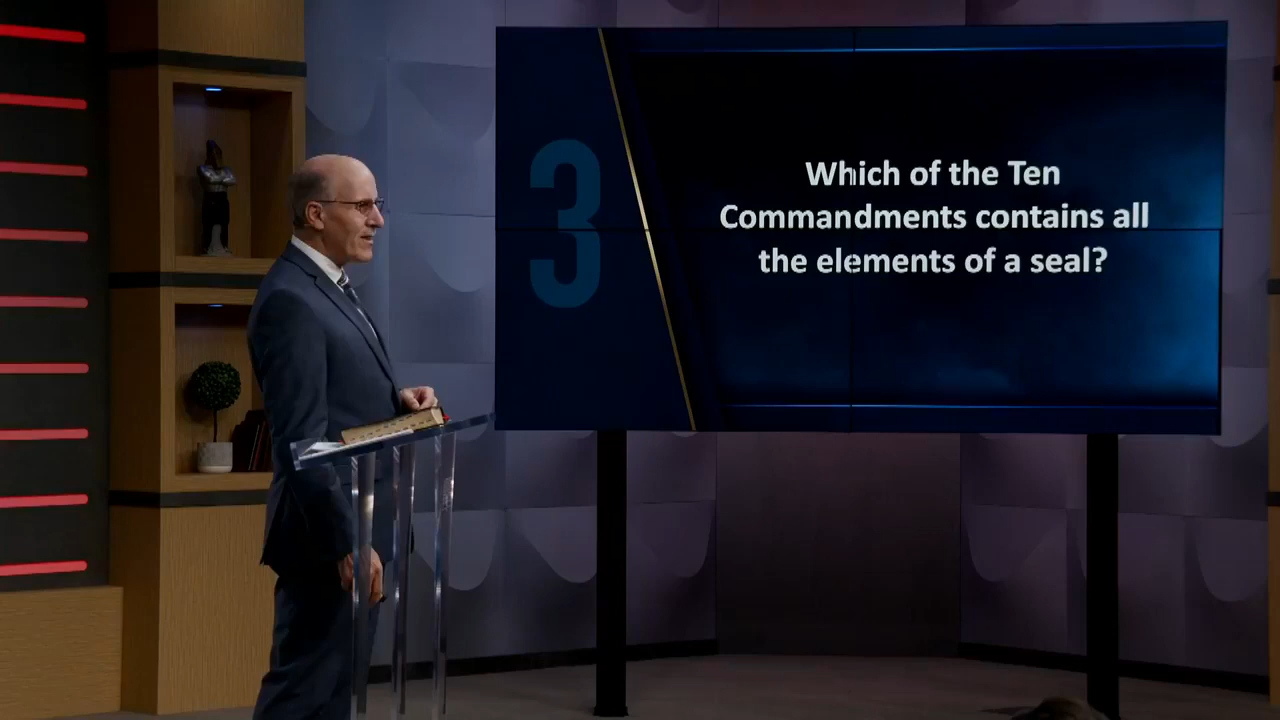 3
Which of the Ten
Commandments contains all
the elements of a seal?